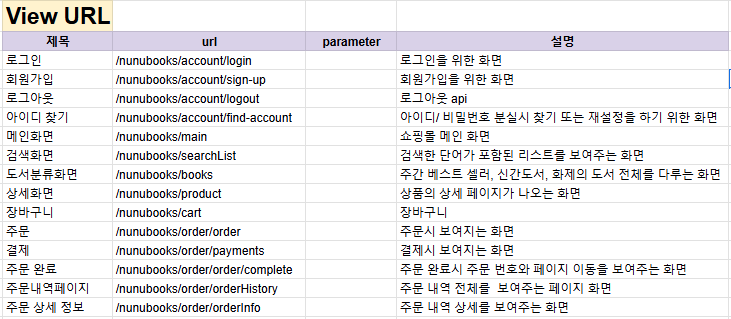 View URL
제목 url parameter 설명
로그인 /nunubooks/account/login 로그인을 위한 화면
회원가입 /nunubooks/account/sign-up 회원가입을 위한 화면
로그아웃 /nunubooks/account/logout 로그아웃 api
아이디 찾기 /nunubooks/account/find-account 아이디/ 비밀번호 분실시 찾기 또는 재설정을 하기 위한 화면
메인화면 /nunubooks/main 쇼핑몰 메인 화면
검색화면 /nunubooks/searchList 검색한 단어가 포함된 리스트를 보여주는 화면
도서분류화면 /nunubooks/books 주간 베스트 셀러, 신간도서, 화제의 도서 전체를 다루는 화면
상세화면 /nunubooks/product 상품의 상세 페이지가 나오는 화면
장바구니 /nunubooks/cart 장바구니
주문 /nunubooks/order/order 주문시 보여지는 화면
결제 /nunubooks/order/payments 결제시 보여지는 화면
주문 완료 /nunubooks/order/order/complete 주문 완료시 주문 번호와 페이지 이동을 보여주는 화면
주문내역페이지 /nunubooks/order/orderHistory 주문 내역 전체를 보여주는 페이지 화면
주문 상세 정보 /nunubooks/order/orderInfo 주문 내역 상세를 보여주는 화면